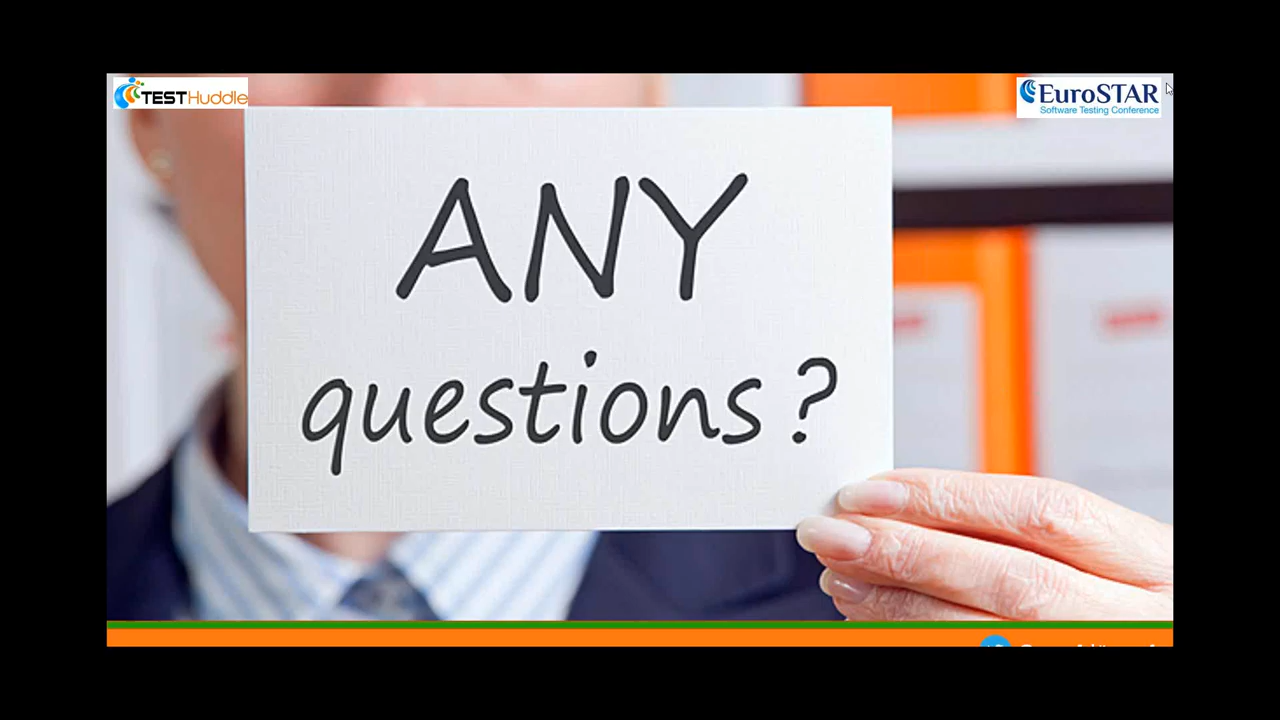 TESTHuddle
EuroSTAR
Software Testing Conference
ANY
questions?